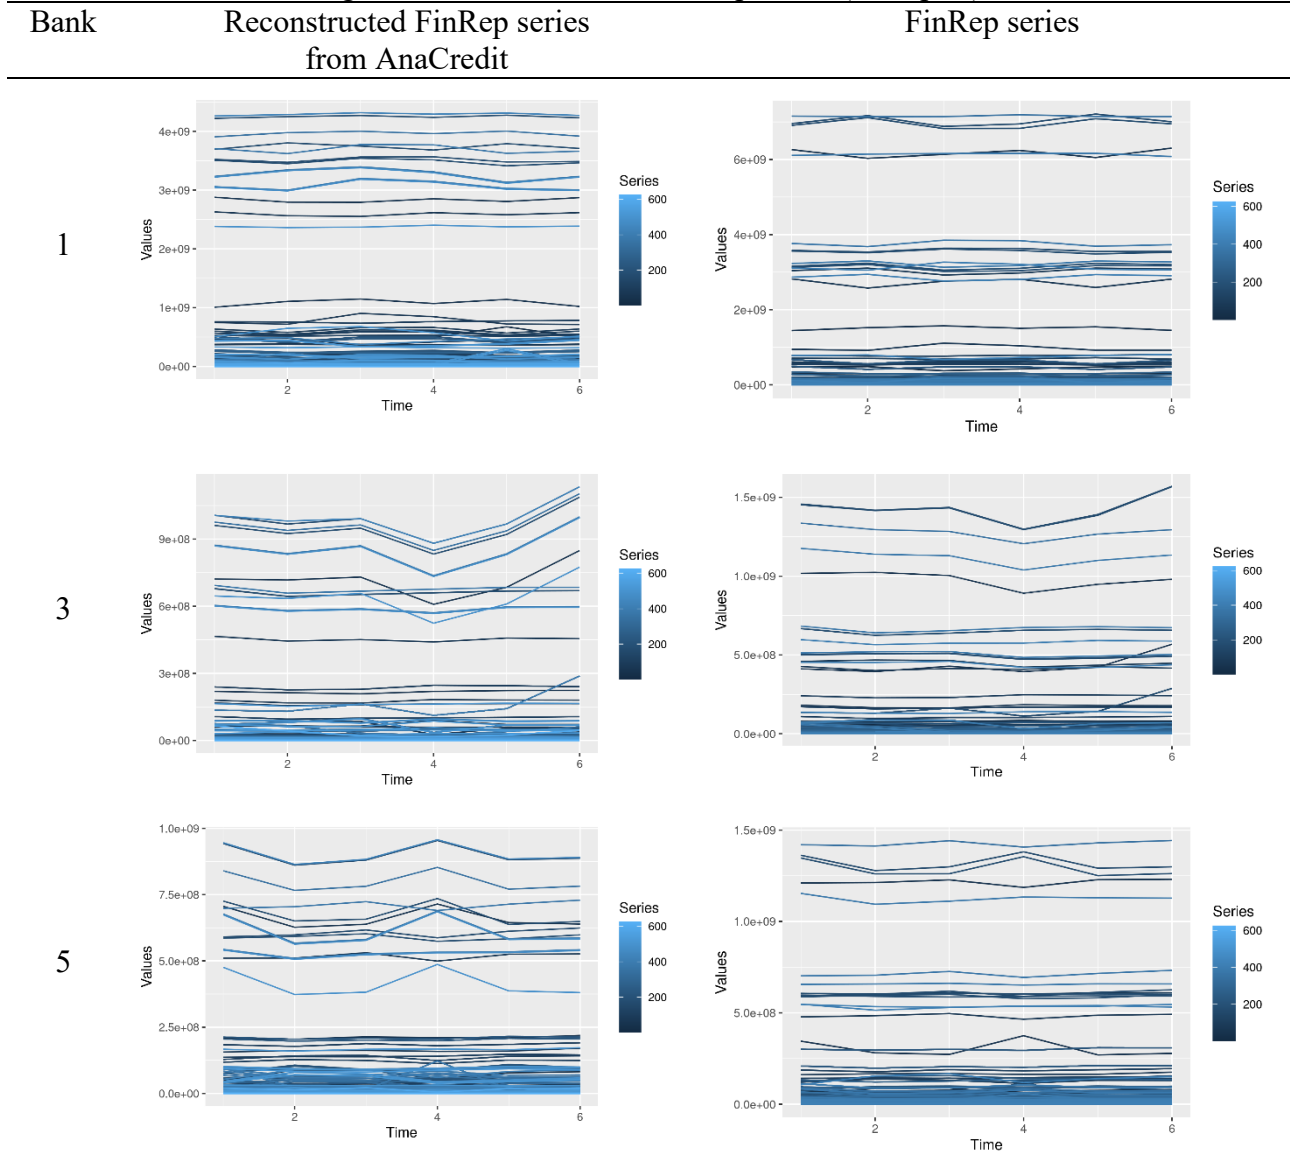 Bank
Reconstructed FinRep series
from AnaCredit
FinRep series
1
Values
4e+09
3e+09
2e+09
1e+09
0e+00
2
4
6
Time
Series
600
400
200
Values
6e+09
4e+09
2e+09
0e+00
2
4
6
Time
Series
600
400
200
3
Values
9e+08
6e+08
3e+08
0e+00
2
4
6
Time
Series
600
400
200
Values
1.5e+09
1.0e+09
5.0e+08
0.0e+00
2
4
6
Time
Series
600
400
200
5
Values
1.0e+09
7.5e+08
5.0e+08
2.5e+08
0.0e+00
2
4
6
Time
Series
600
400
200
Values
1.5e+09
1.0e+09
5.0e+08
0.0e+00
2
4
6
Time
Series
600
400
200